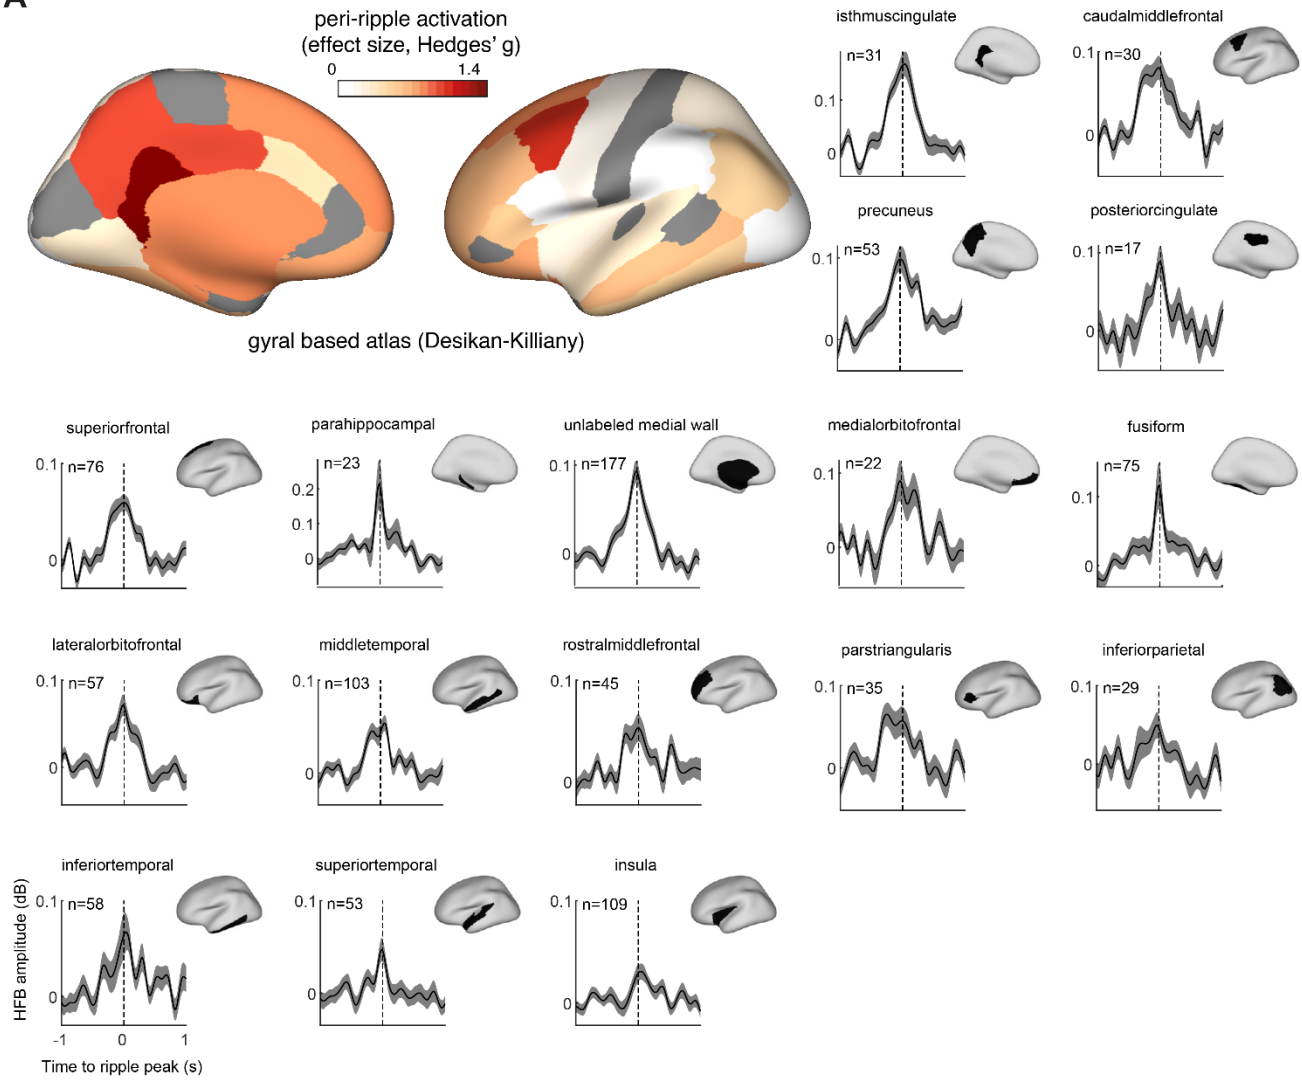 A
peri-ripple activation
(effect size, Hedges' g)
0 1.4
gyral based atlas (Desikan-Killiany)
isthmuscingulate
n=31
0.1
0
caudalmiddlefrontal
0.1
n=30
0
precuneus
0.1
n=53
0
posteriorcingulate
0.1
n=17
0
superiorfrontal
0.1
n=76
0
parahippocampal
n=23
0.2
0.1
0
unlabeled medial wall
0.1
n=177
0
medialorbitofrontal
n=22
0.1
0
fusiform
n=75
0.1
0
lateralorbitofrontal
0.1
n=57
0
middletemporal
0.1
n=103
0
rostralmiddlefrontal
0.1
n=45
0
parstriangularis
0.1
n=35
0
inferiorparietal
0.1
n=29
0
inferiortemporal
0.1
n=58
0
HFB amplitude (dB)
-1 0 1
Time to ripple peak (s)
superiortemporal
0.1
n=53
0
insula
0.1
n=109
0